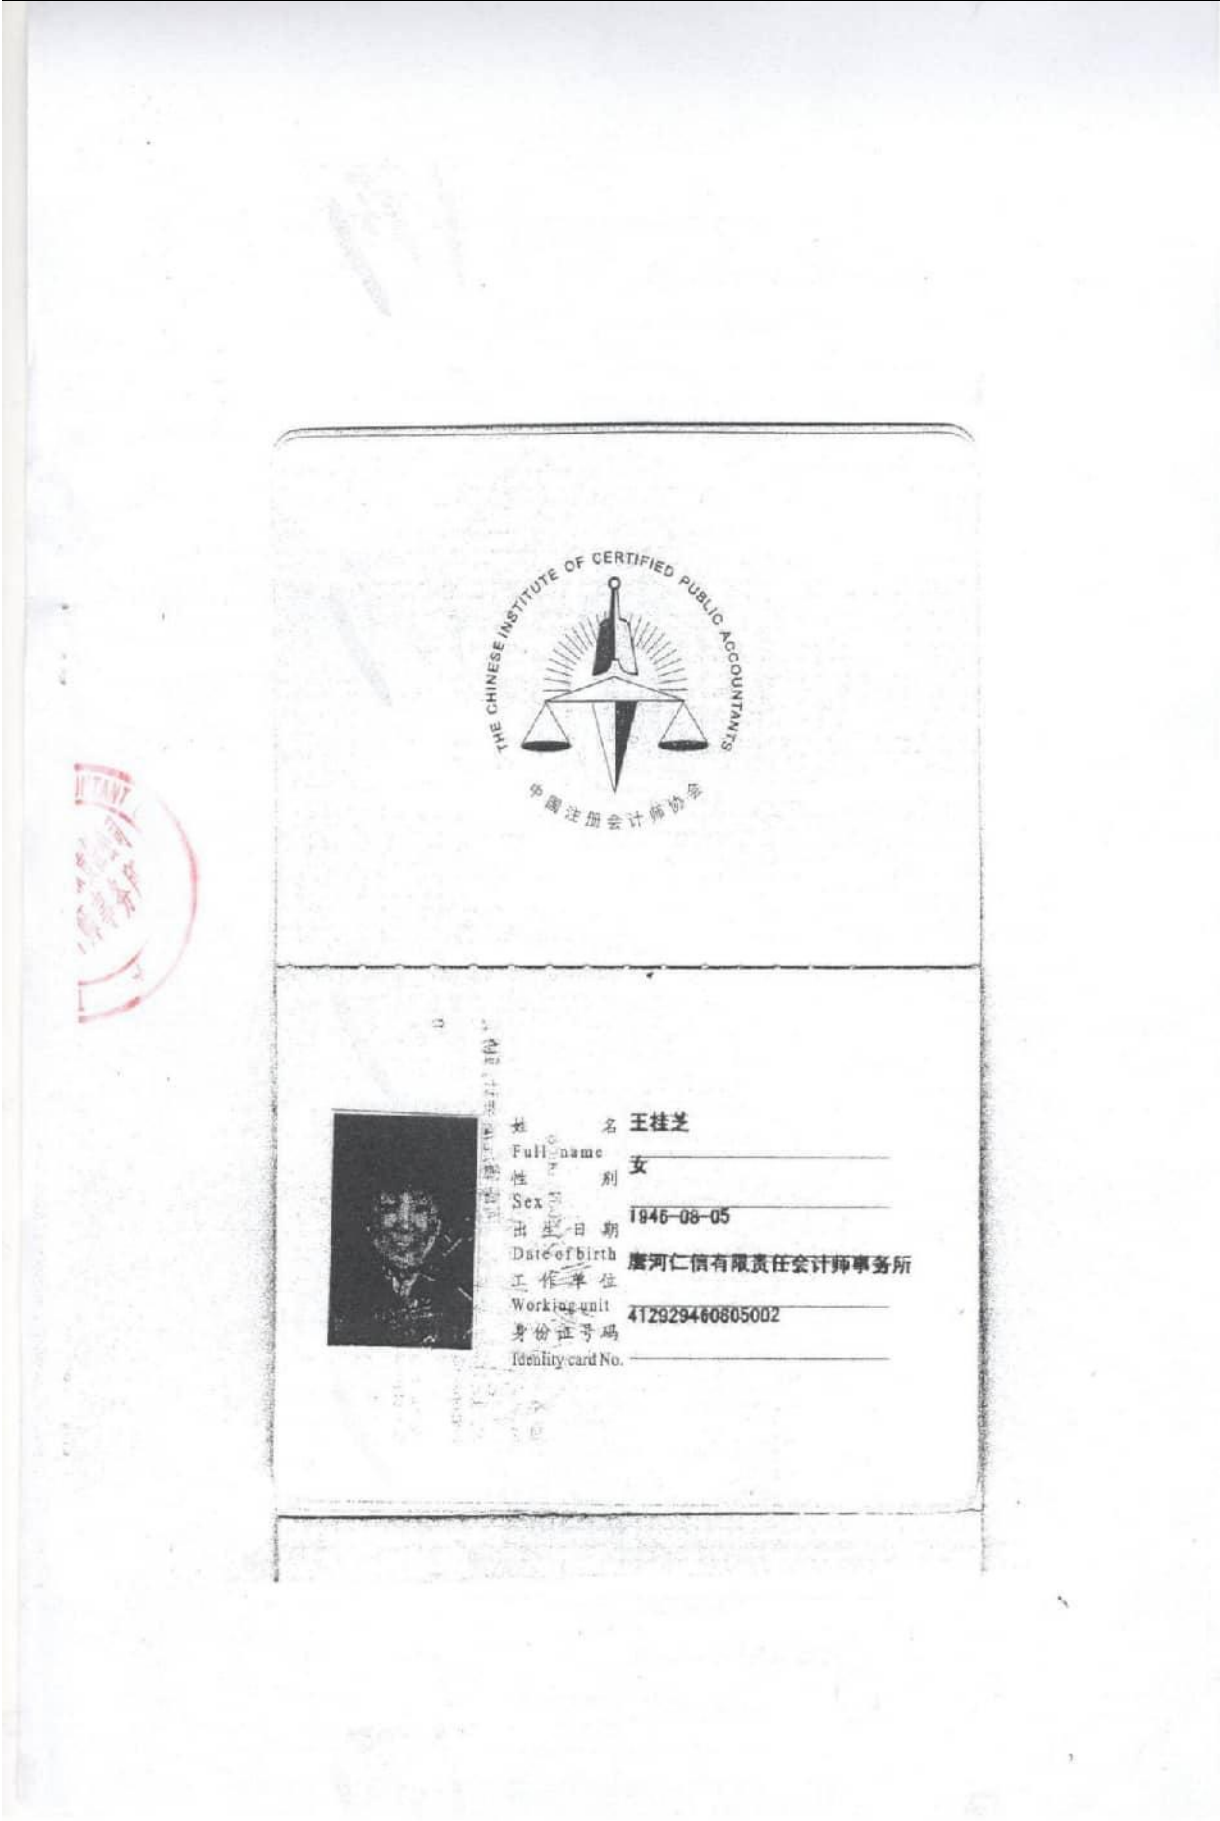 THE CHINESE INSTITUTE OF CERTIFIED PUBLIC ACCOUNTANTS
中国注册会计师协会
姓名 王桂芝
Full name
性别 女
Sex
出生日期 1946-08-05
Date of birth
工作单位 唐河仁信有限责任会计师事务所
Working unit
身份证号码 412929460805002
Identity card No.